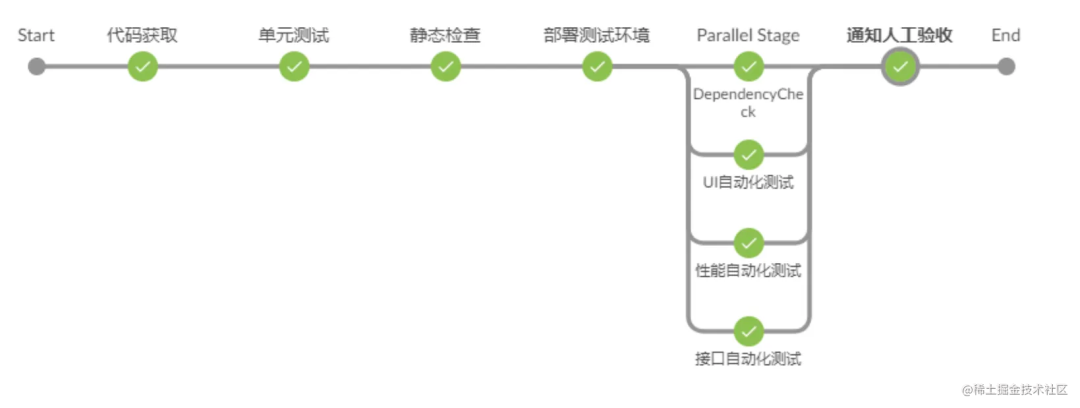 Start
代码获取
单元测试
静态检查
部署测试环境
Parallel Stage
通知人工验收
End
DependencyChe
ck
UI自动化测试
性能自动化测试
接口自动化测试
@稀土掘金技术社区